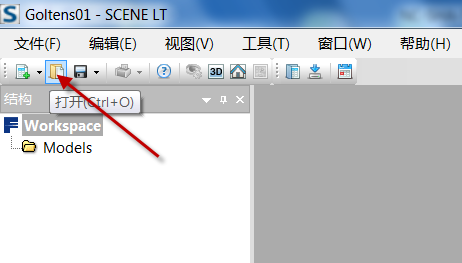 Goltens01 - SCENE LT
文件(F) 编辑(E) 视图(V) 工具(T) 窗口(W) 帮助(H)
3D
结构
打开(Ctrl+O)
Workspace
Models